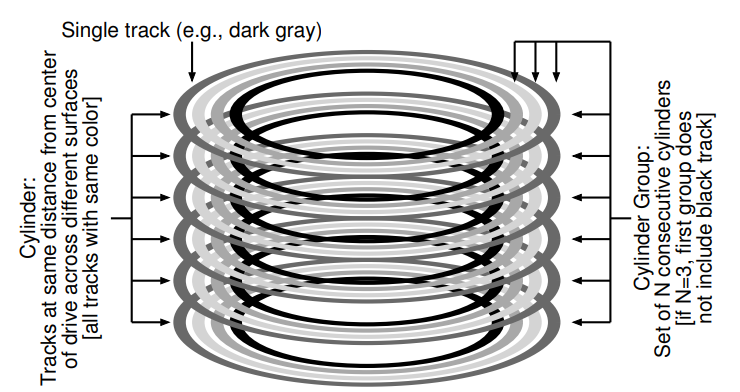 Single track (e.g., dark gray)
Cylinder:
Tracks at same distance from center
of drive across different surfaces
[all tracks with same color]
Cylinder Group:
Set of N consecutive cylinders
[if N=3, first group does
not include black track]